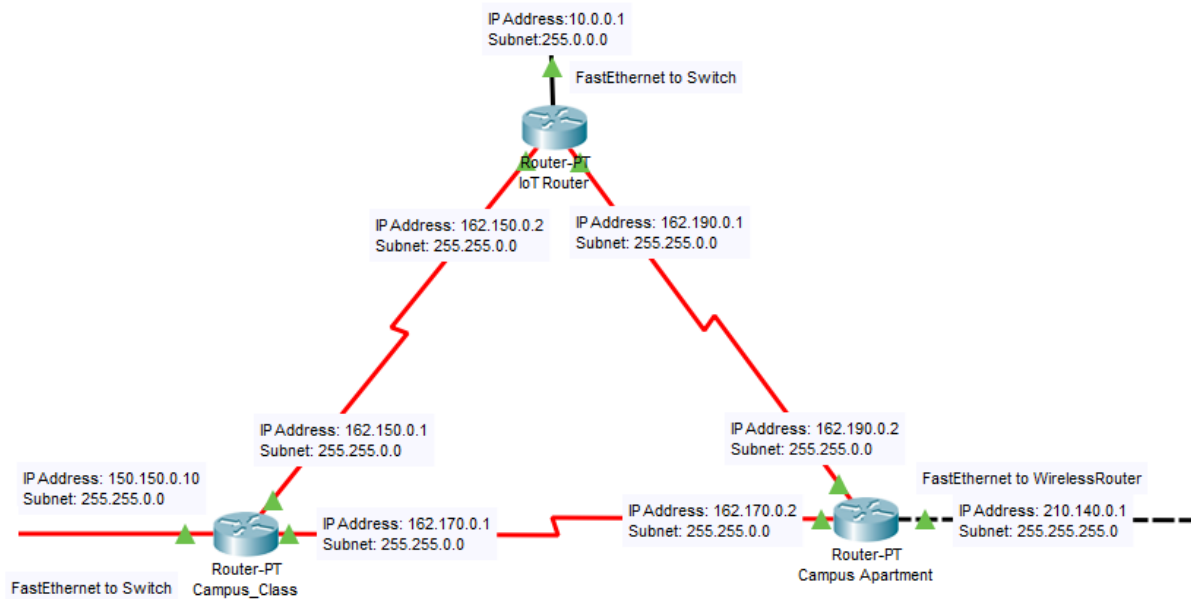 IP Address:10.0.0.1
Subnet:255.0.0.0
FastEthernet to Switch
Router-PT
IoT Router
IP Address: 162.150.0.2
Subnet: 255.255.0.0
IP Address: 162.190.0.1
Subnet: 255.255.0.0
IP Address: 162.150.0.1
Subnet: 255.255.0.0
IP Address: 162.190.0.2
Subnet: 255.255.0.0
IP Address: 150.150.0.10
Subnet: 255.255.0.0
FastEthernet to WirelessRouter
IP Address: 162.170.0.1
Subnet: 255.255.0.0
IP Address: 162.170.0.2
Subnet: 255.255.0.0
IP Address: 210.140.0.1
Subnet: 255.255.255.0
Router-PT
Campus_Class
Router-PT
Campus Apartment
FastEthernet to Switch